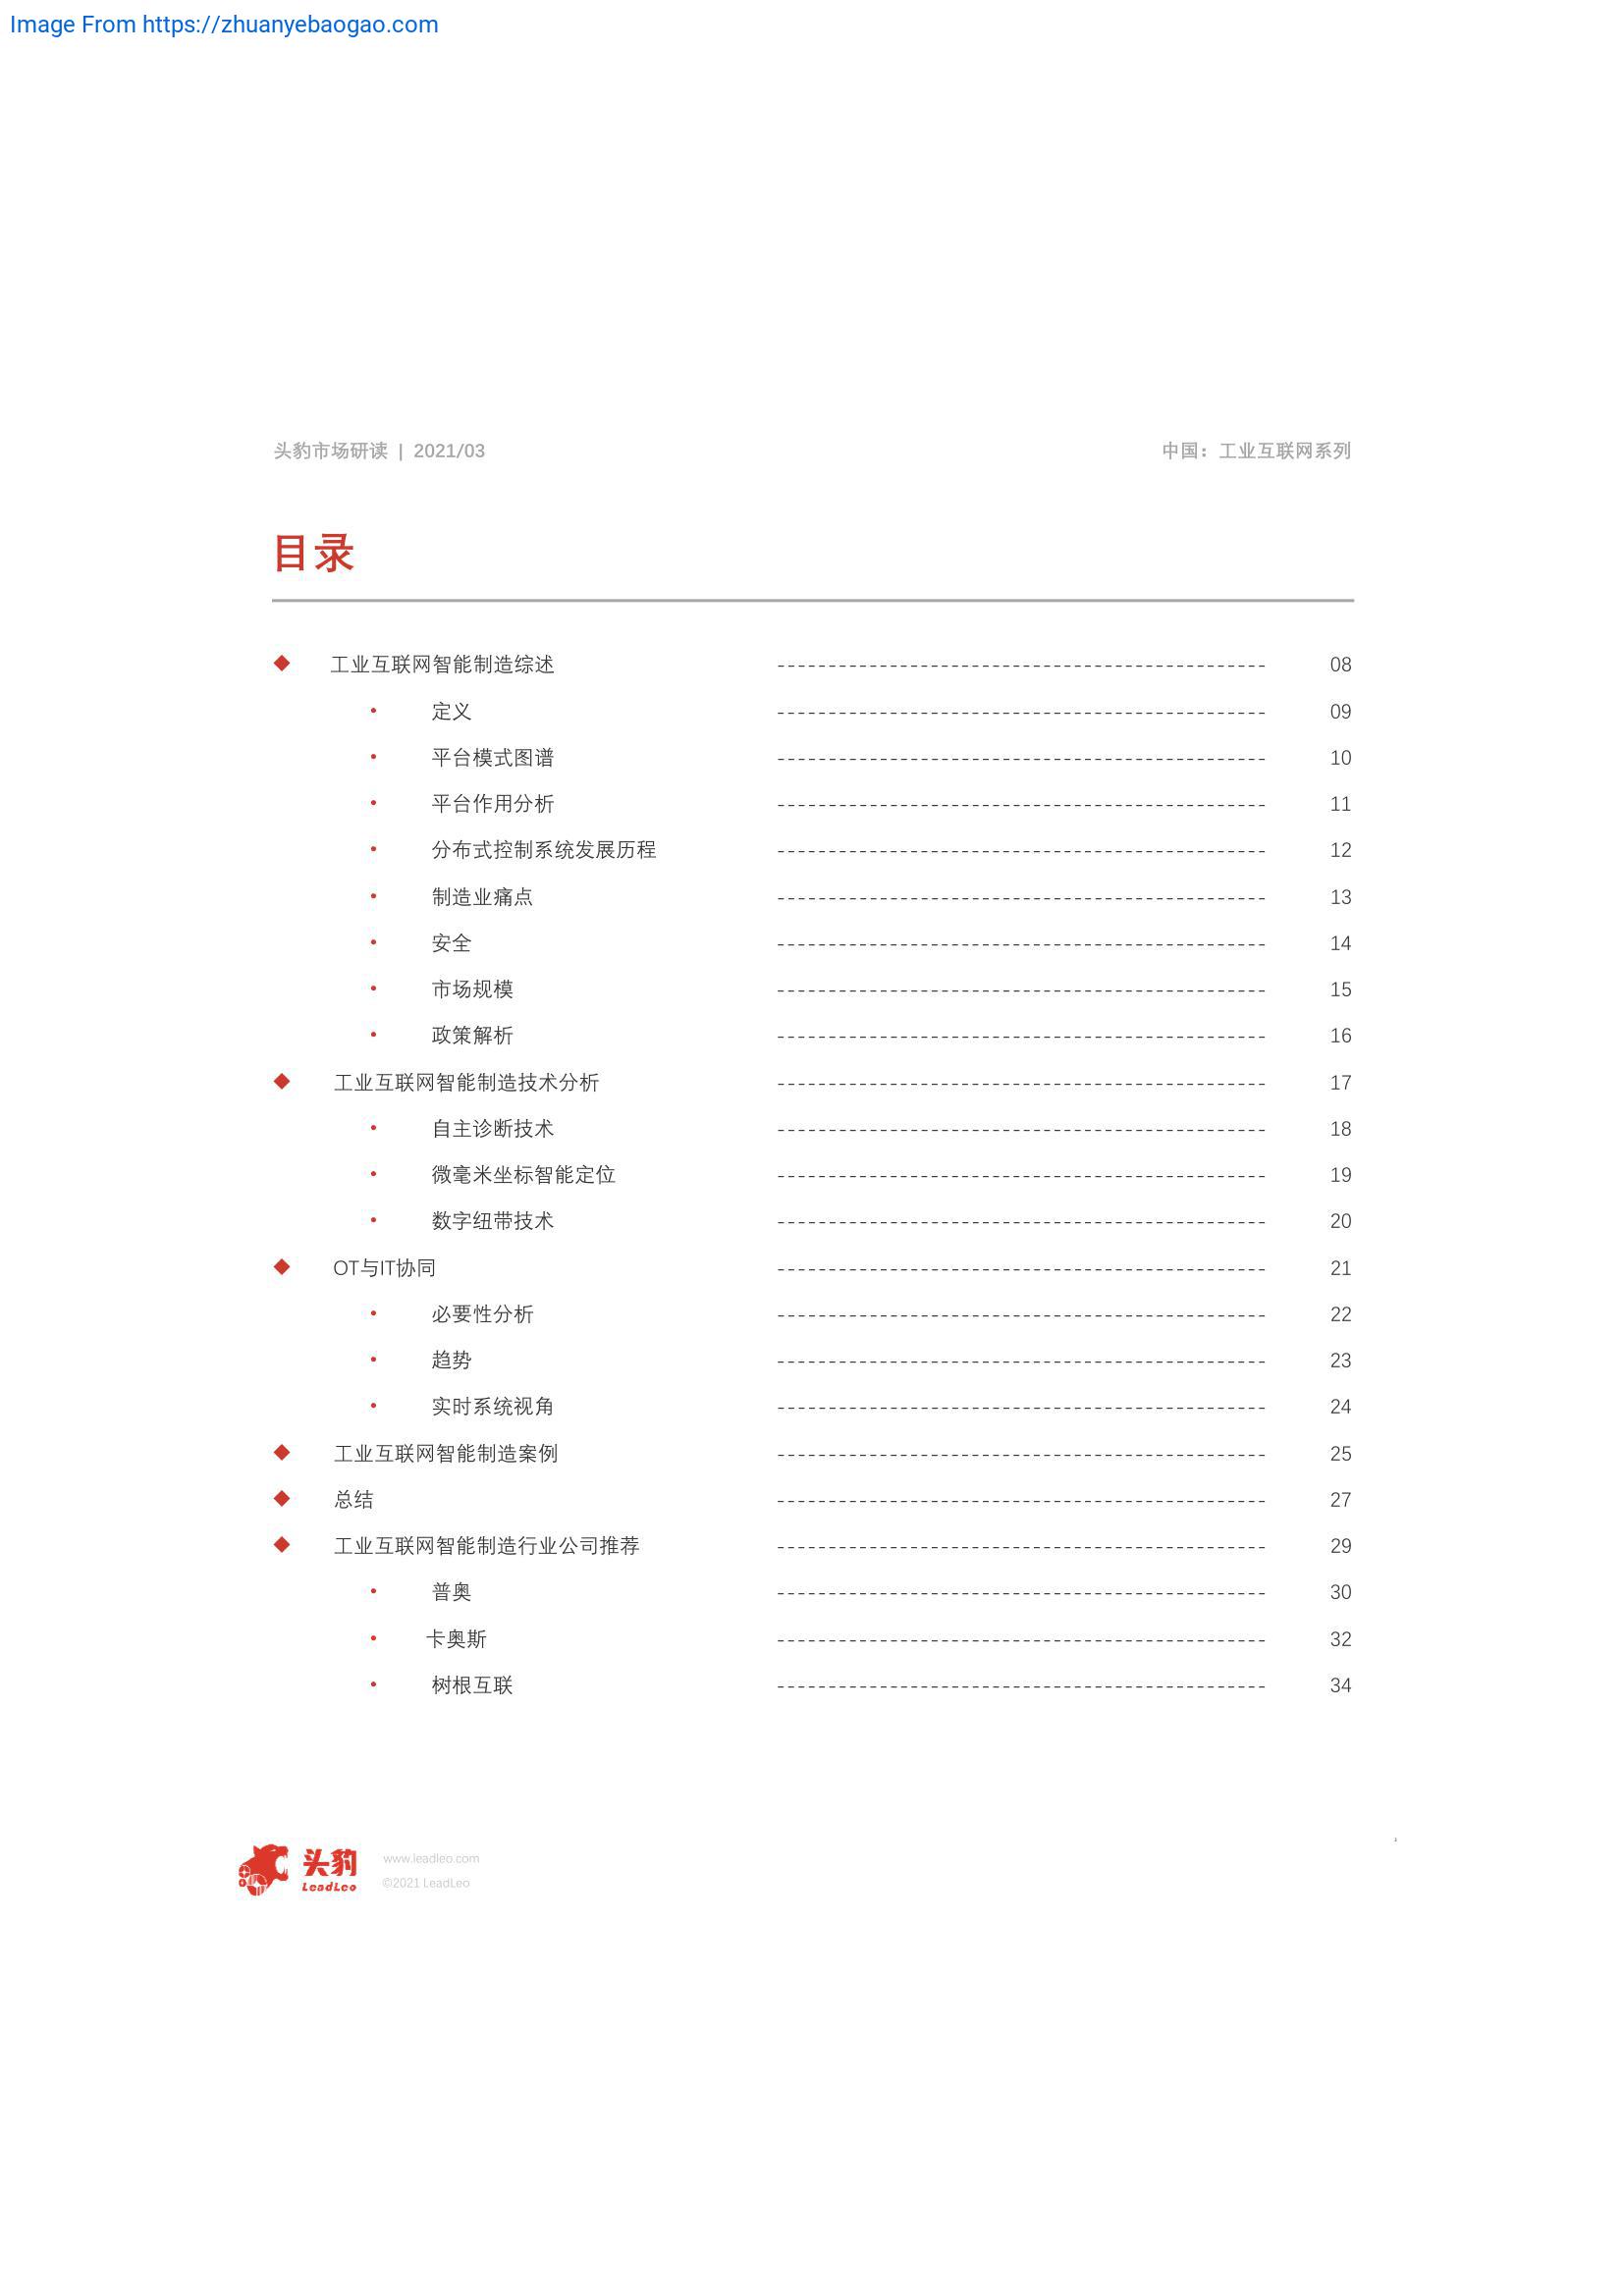 Image From https://zhuanyebaogao.com
头豹市场研读 | 2021/03 中国：工业互联网系列
目录
◆ 工业互联网智能制造综述 ------------------------------------------------ 08
• 定义 ------------------------------------------------ 09
• 平台模式图谱 ------------------------------------------------ 10
• 平台作用分析 ------------------------------------------------ 11
• 分布式控制系统发展历程 ------------------------------------------------ 12
• 制造业痛点 ------------------------------------------------ 13
• 安全 ------------------------------------------------ 14
• 市场规模 ------------------------------------------------ 15
• 政策解析 ------------------------------------------------ 16
◆ 工业互联网智能制造技术分析 ------------------------------------------------ 17
• 自主诊断技术 ------------------------------------------------ 18
• 微毫米坐标智能定位 ------------------------------------------------ 19
• 数字纽带技术 ------------------------------------------------ 20
◆ OT与IT协同 ------------------------------------------------ 21
• 必要性分析 ------------------------------------------------ 22
• 趋势 ------------------------------------------------ 23
• 实时系统视角 ------------------------------------------------ 24
◆ 工业互联网智能制造案例 ------------------------------------------------ 25
◆ 总结 ------------------------------------------------ 27
◆ 工业互联网智能制造行业公司推荐 ------------------------------------------------ 29
• 普奥 ------------------------------------------------ 30
• 卡奥斯 ------------------------------------------------ 32
• 树根互联 ------------------------------------------------ 34
头豹
LeadLeo
www.leadleo.com
©2021 LeadLeo